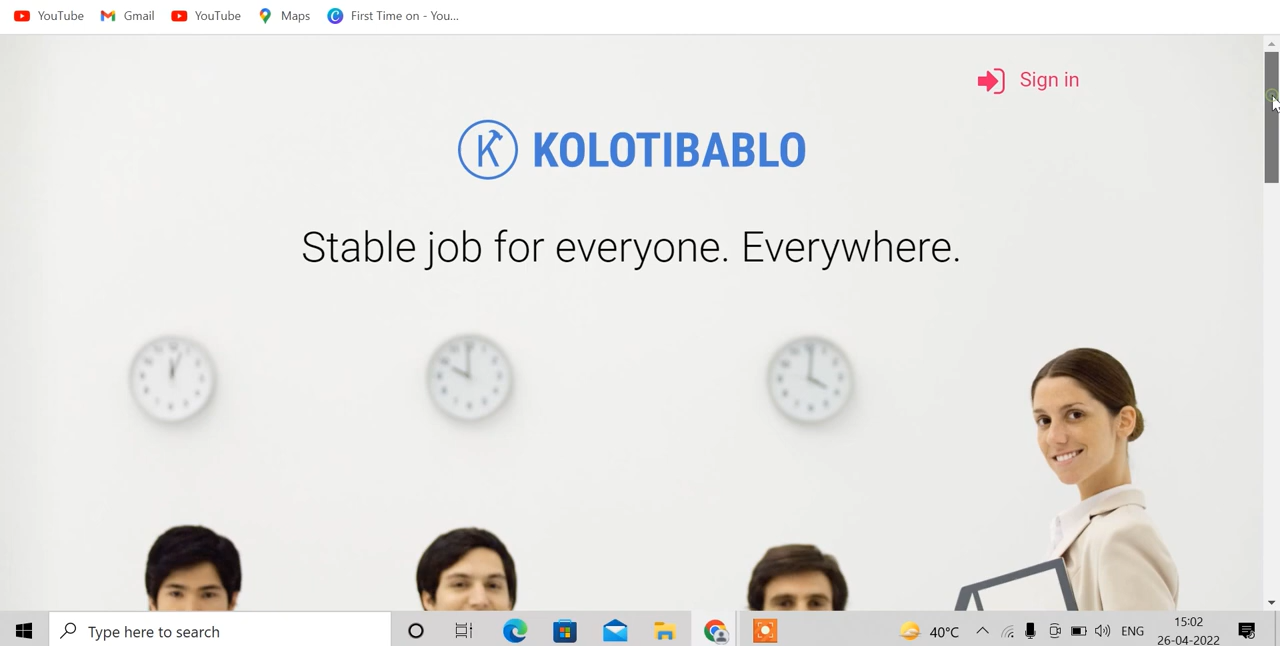 YouTube Gmail YouTube Maps First Time on - You...
Sign in
K KOLOTIBABLO
Stable job for everyone. Everywhere.
Type here to search
40°C
ENG
15:02
26-04-2022